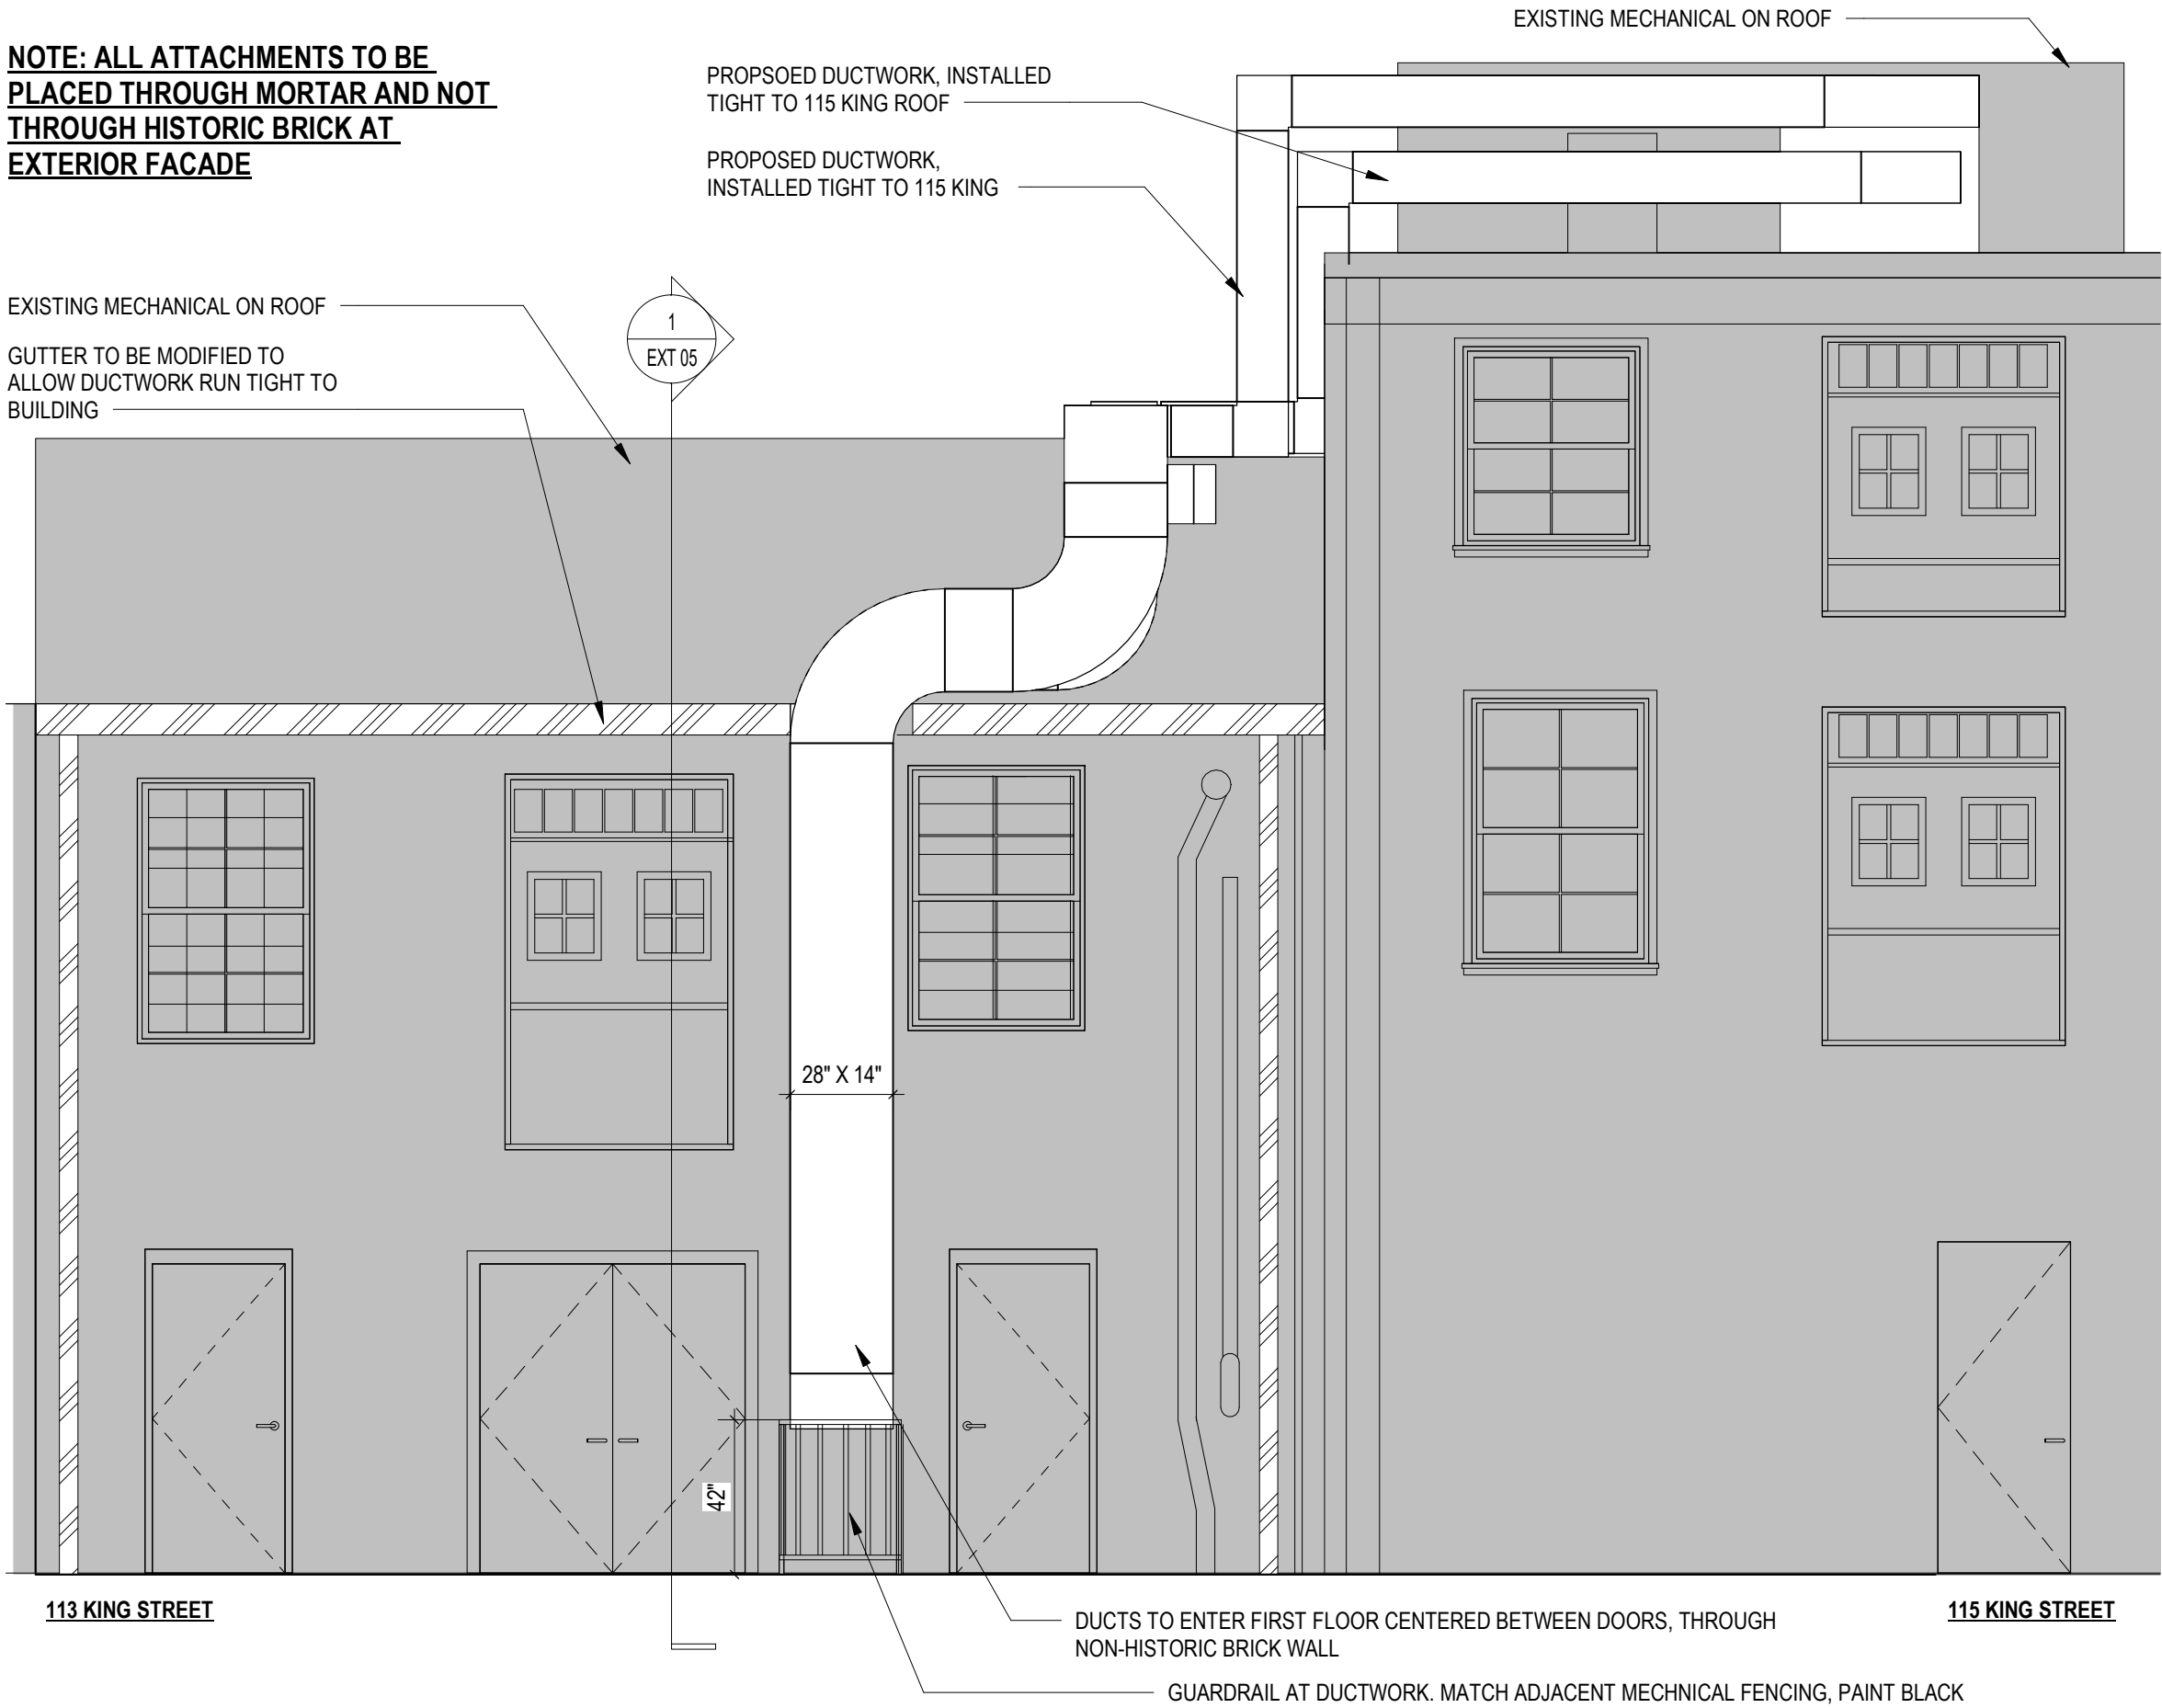 EXISTING MECHANICAL ON ROOF
NOTE: ALL ATTACHMENTS TO BE
PLACED THROUGH MORTAR AND NOT
THROUGH HISTORIC BRICK AT
EXTERIOR FACADE
PROPSOED DUCTWORK, INSTALLED
TIGHT TO 115 KING ROOF
PROPOSED DUCTWORK,
INSTALLED TIGHT TO 115 KING
EXISTING MECHANICAL ON ROOF
GUTTER TO BE MODIFIED TO
ALLOW DUCTWORK RUN TIGHT TO
BUILDING
1
EXT 05
28" X 14"
42"
113 KING STREET
115 KING STREET
DUCTS TO ENTER FIRST FLOOR CENTERED BETWEEN DOORS, THROUGH
NON-HISTORIC BRICK WALL
GUARDRAIL AT DUCTWORK. MATCH ADJACENT MECHNICAL FENCING, PAINT BLACK